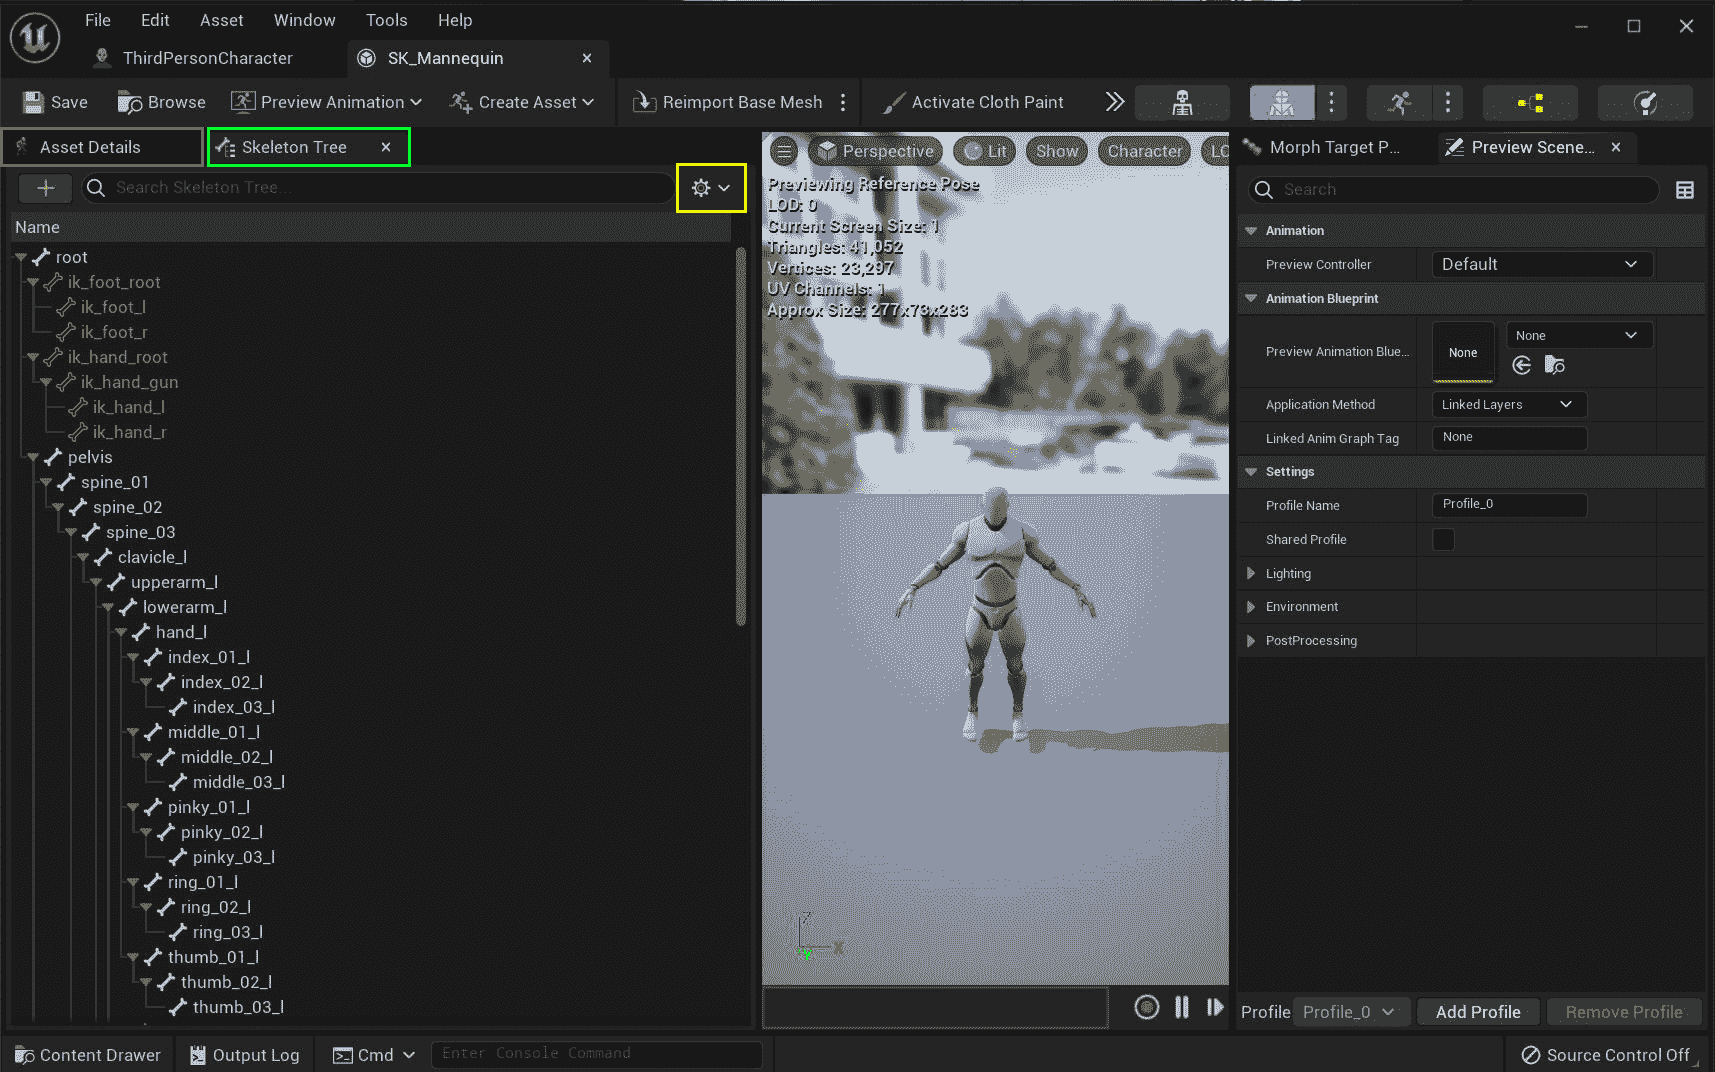 File Edit Asset Window Tools Help
ThirdPersonCharacter
SK_Mannequin
Save Browse Preview Animation Create Asset Reimport Base Mesh Activate Cloth Paint
Asset Details
Skeleton Tree
Search Skeleton Tree...
Name
root
ik_foot_root
ik_foot_l
ik_foot_r
ik_hand_root
ik_hand_gun
ik_hand_l
ik_hand_r
pelvis
spine_01
spine_02
spine_03
clavicle_l
upperarm_l
lowerarm_l
hand_l
index_01_l
index_02_l
index_03_l
middle_01_l
middle_02_l
middle_03_l
pinky_01_l
pinky_02_l
pinky_03_l
ring_01_l
ring_02_l
ring_03_l
thumb_01_l
thumb_02_l
thumb_03_l
Perspective Lit Show Character LO
Previewing Reference Pose
LOD: 0
Current Screen Size: 1
Triangles: 41,052
Vertices: 23,297
UV Channels: 1
Approx Size: 277x73x283
Z
X
Y
Morph Target P...
Preview Scene...
Search
Animation
Preview Controller Default
Animation Blueprint
Preview Animation Blue... None None
Application Method Linked Layers
Linked Anim Graph Tag None
Settings
Profile Name Profile_0
Shared Profile
Lighting
Environment
PostProcessing
Profile Profile_0 Add Profile Remove Profile
Content Drawer Output Log Cmd Enter Console Command Source Control Off